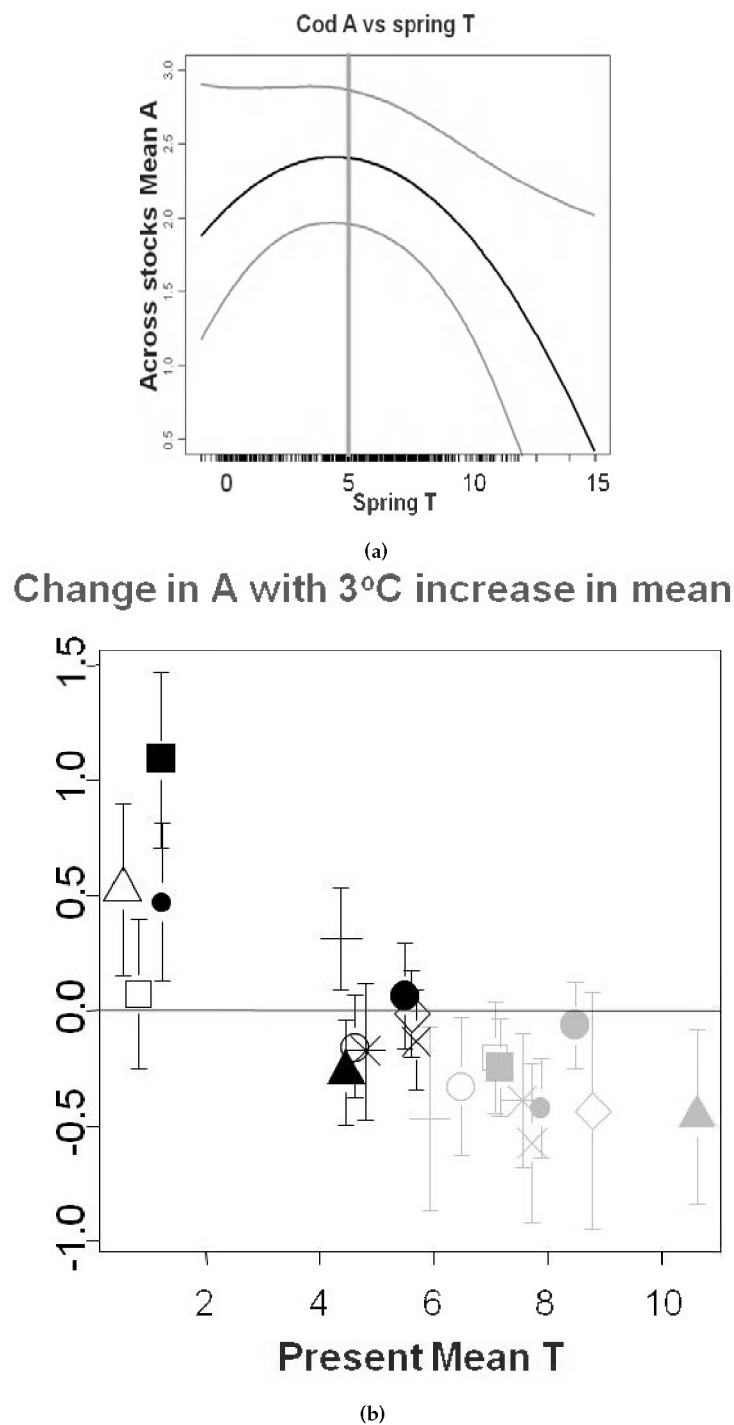 Cod A vs spring T
Across stocks Mean A
3.0
2.5
2.0
1.5
1.0
0.5
0 5 10 15
Spring T
(a)
Change in A with 3ºC increase in mean
1.5
1.0
0.5
0.0
-0.5
-1.0
2 4 6 8 10
Present Mean T
(b)